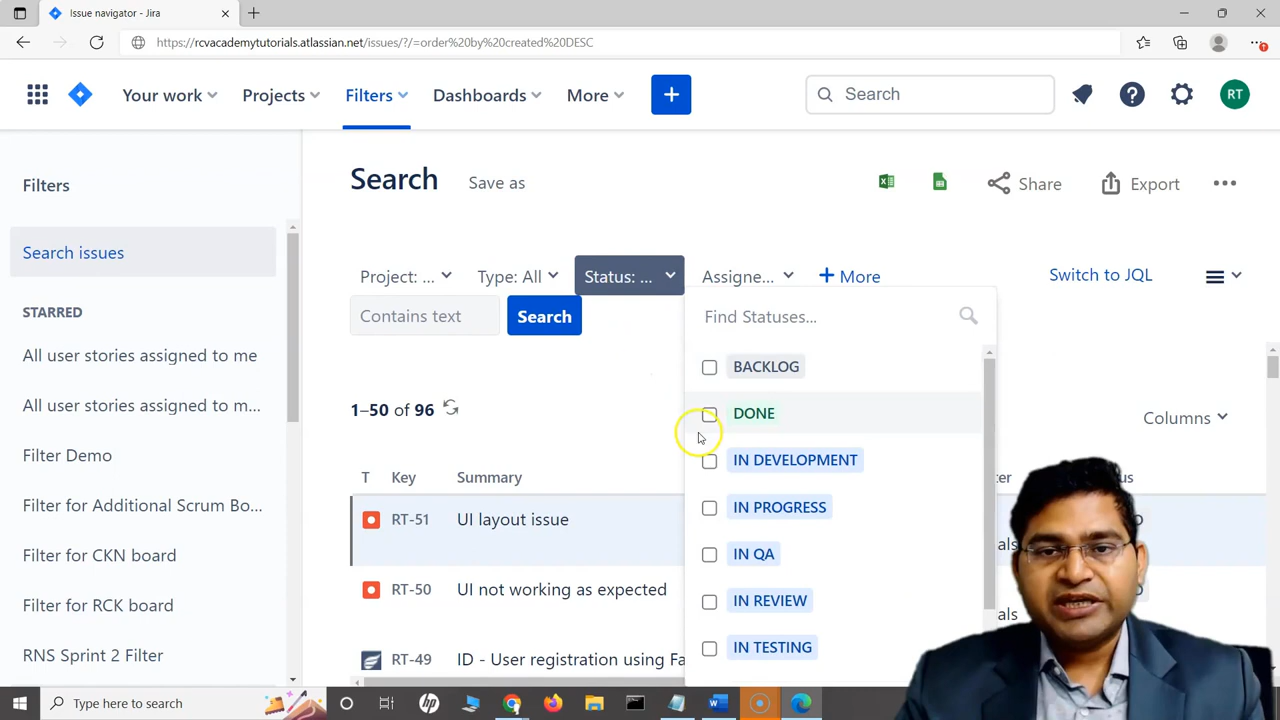 Issue navigator - Jira
https://rcvacademytutorials.atlassian.net/issues/?/=order%20by%20created%20DESC
Your work
Projects
Filters
Dashboards
More
Search
RT
Filters
Search
Save as
Share
Export
Search issues
Project: ...
Type: All
Status: ...
Assigne...
+ More
Switch to JQL
Contains text
Search
Find Statuses...
STARRED
All user stories assigned to me
All user stories assigned to m...
Filter Demo
Filter for Additional Scrum Bo...
Filter for CKN board
Filter for RCK board
RNS Sprint 2 Filter
BACKLOG
DONE
IN DEVELOPMENT
IN PROGRESS
IN QA
IN REVIEW
IN TESTING
1–50 of 96
Columns
T
Key
Summary
RT-51
UI layout issue
RT-50
UI not working as expected
RT-49
ID - User registration using Fa
Type here to search